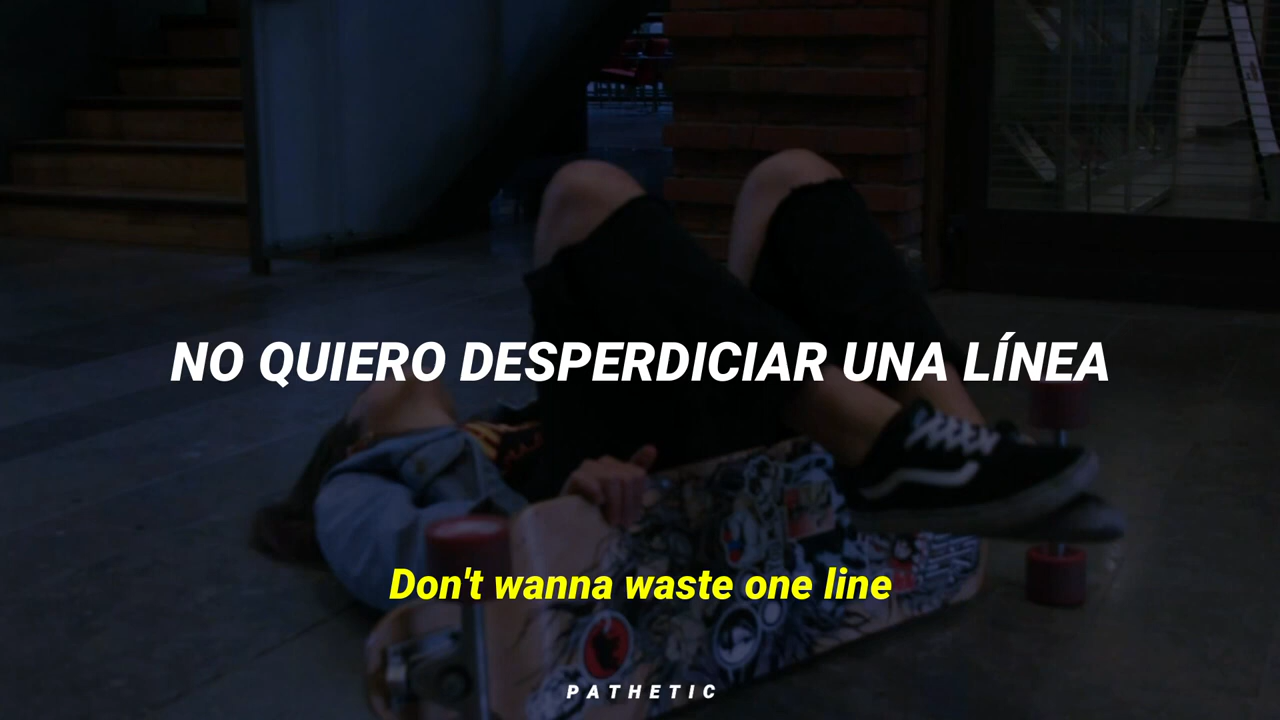 NO QUIERO DESPERDICIAR UNA LÍNEA
Don't wanna waste one line
PATHETIC